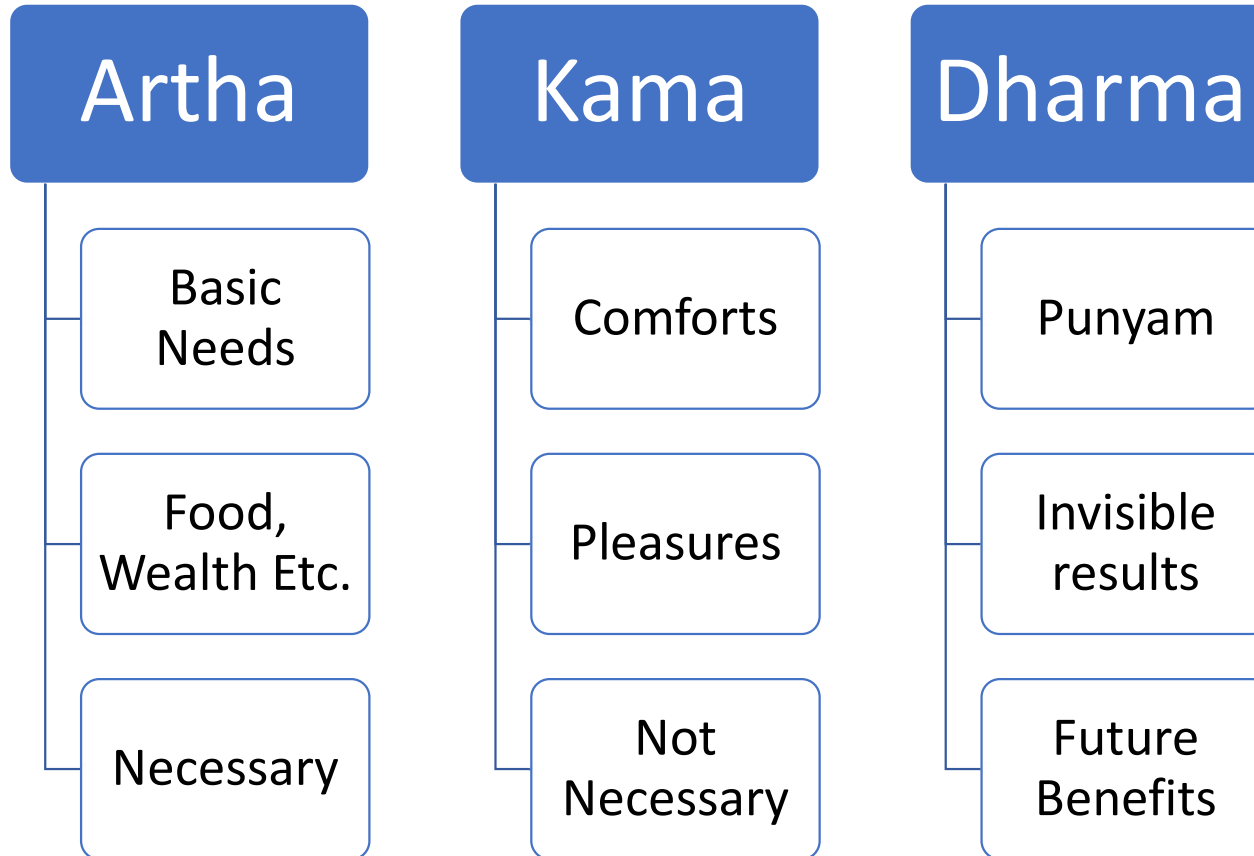 Artha
Basic
Needs
Food,
Wealth Etc.
Necessary
Kama
Comforts
Pleasures
Not
Necessary
Dharma
Punyam
Invisible
results
Future
Benefits